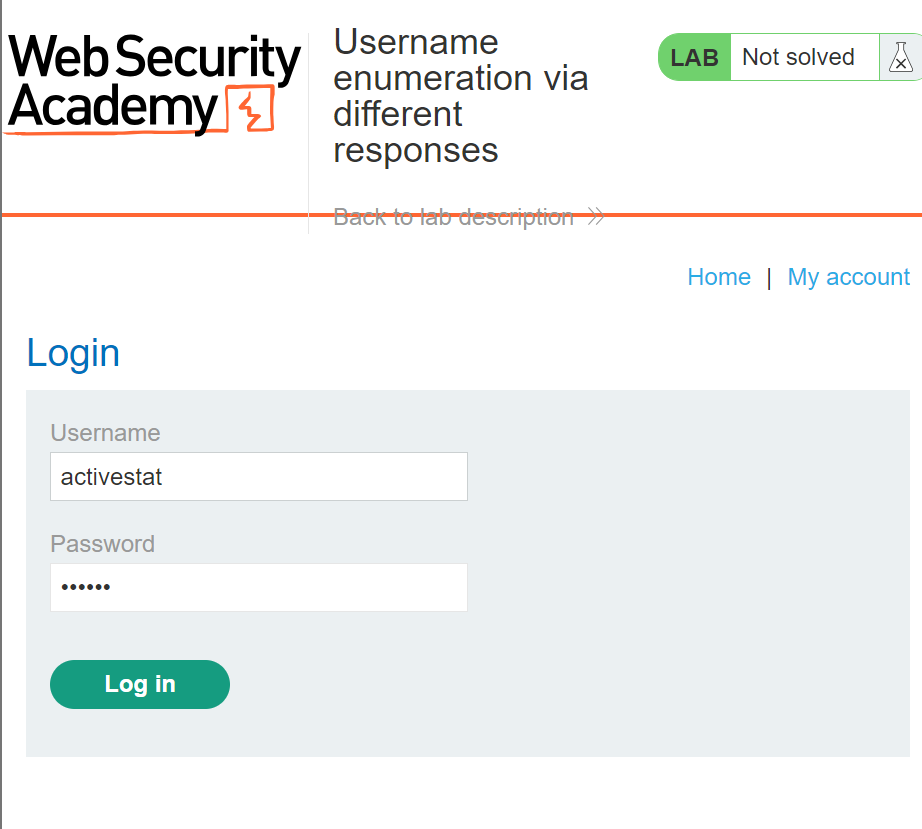 Web Security
Academy
Username
enumeration via
different
responses
LAB Not solved
Back to lab description
Home | My account
Login
Username
activestat
Password
••••••
Log in